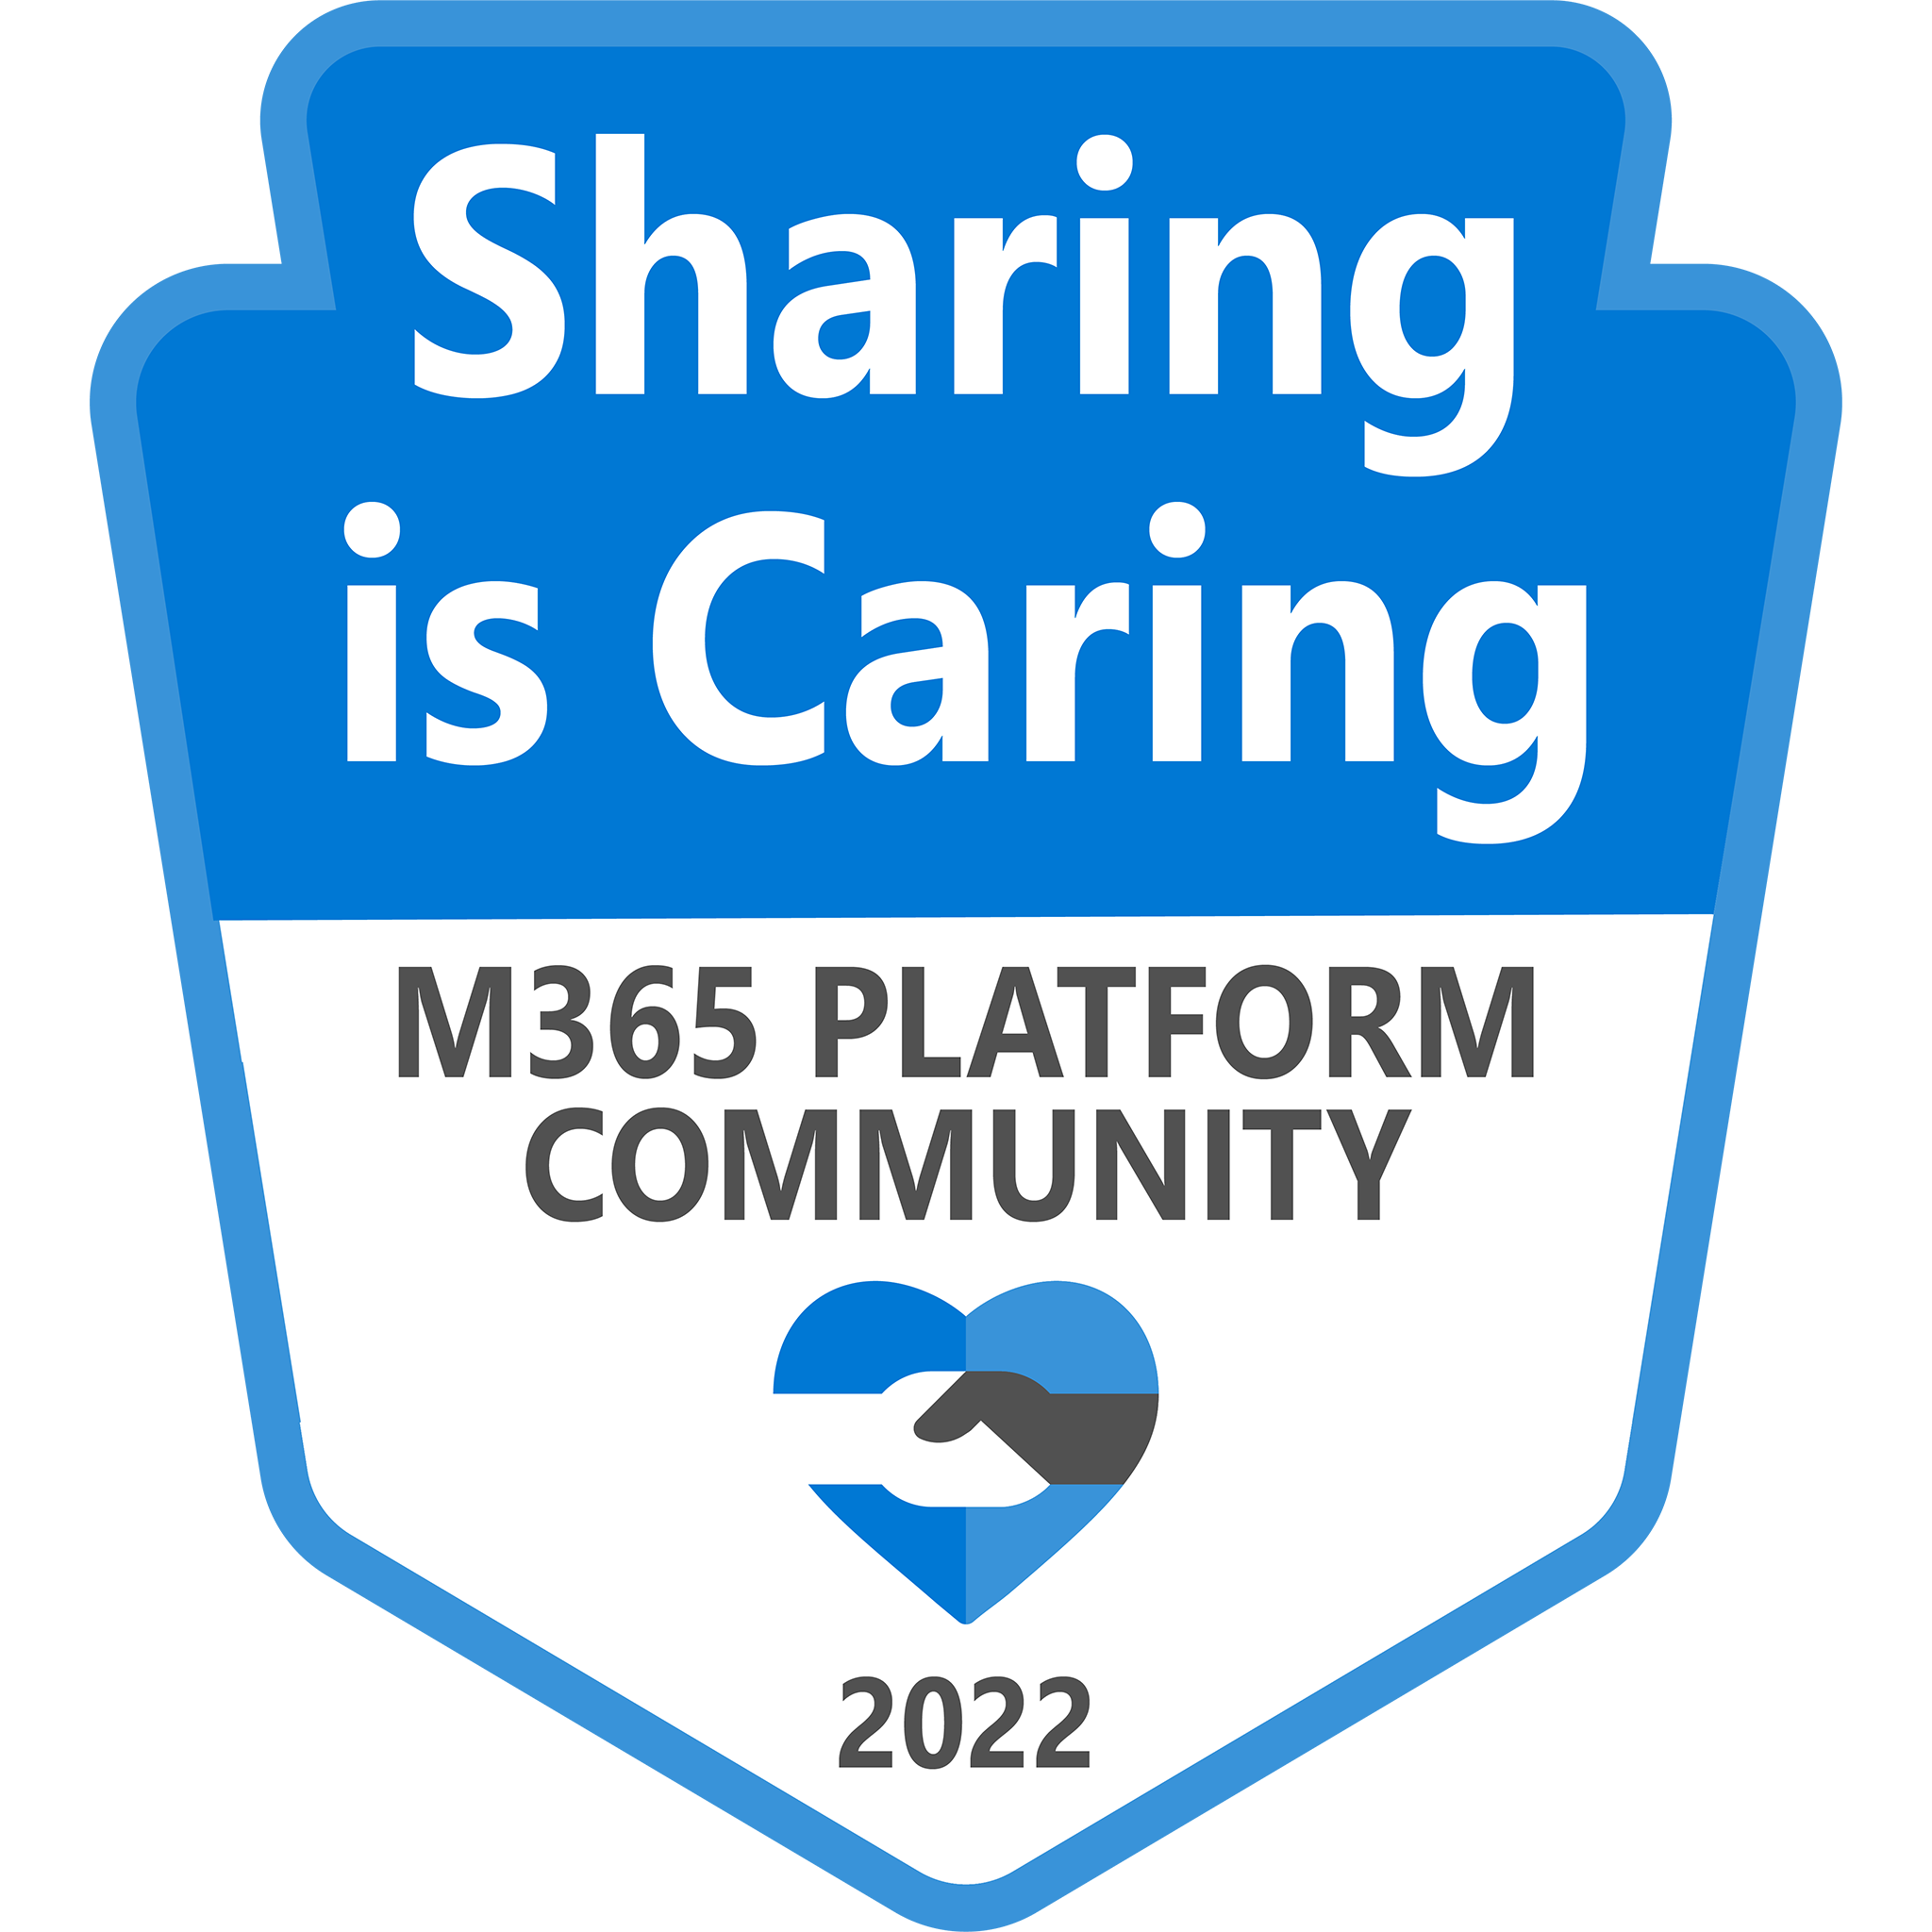 Sharing
is Caring
M365 PLATFORM
COMMUNITY
2022